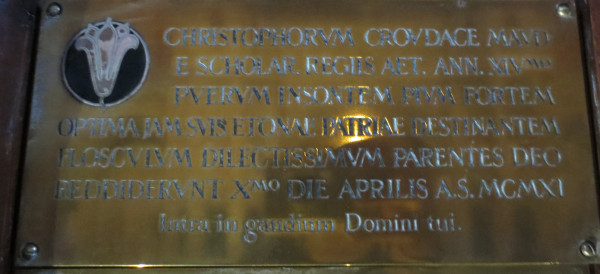 CHRISTOPHORVM CROVDACE MAVD
E SCHOLAR. REGIIS AET. ANN. XIVMO
PVERVM INSONTEM PIVM FORTEM
OPTIMA JAM SVIS ETONAE PATRIAE DESTINANTEM
FLOSCVLVM DILECTISSIMVM PARENTES DEO
REDDIDERVNT XMO DIE APRILIS A.S. MCMXI
Intra in gaudium Domini tui.